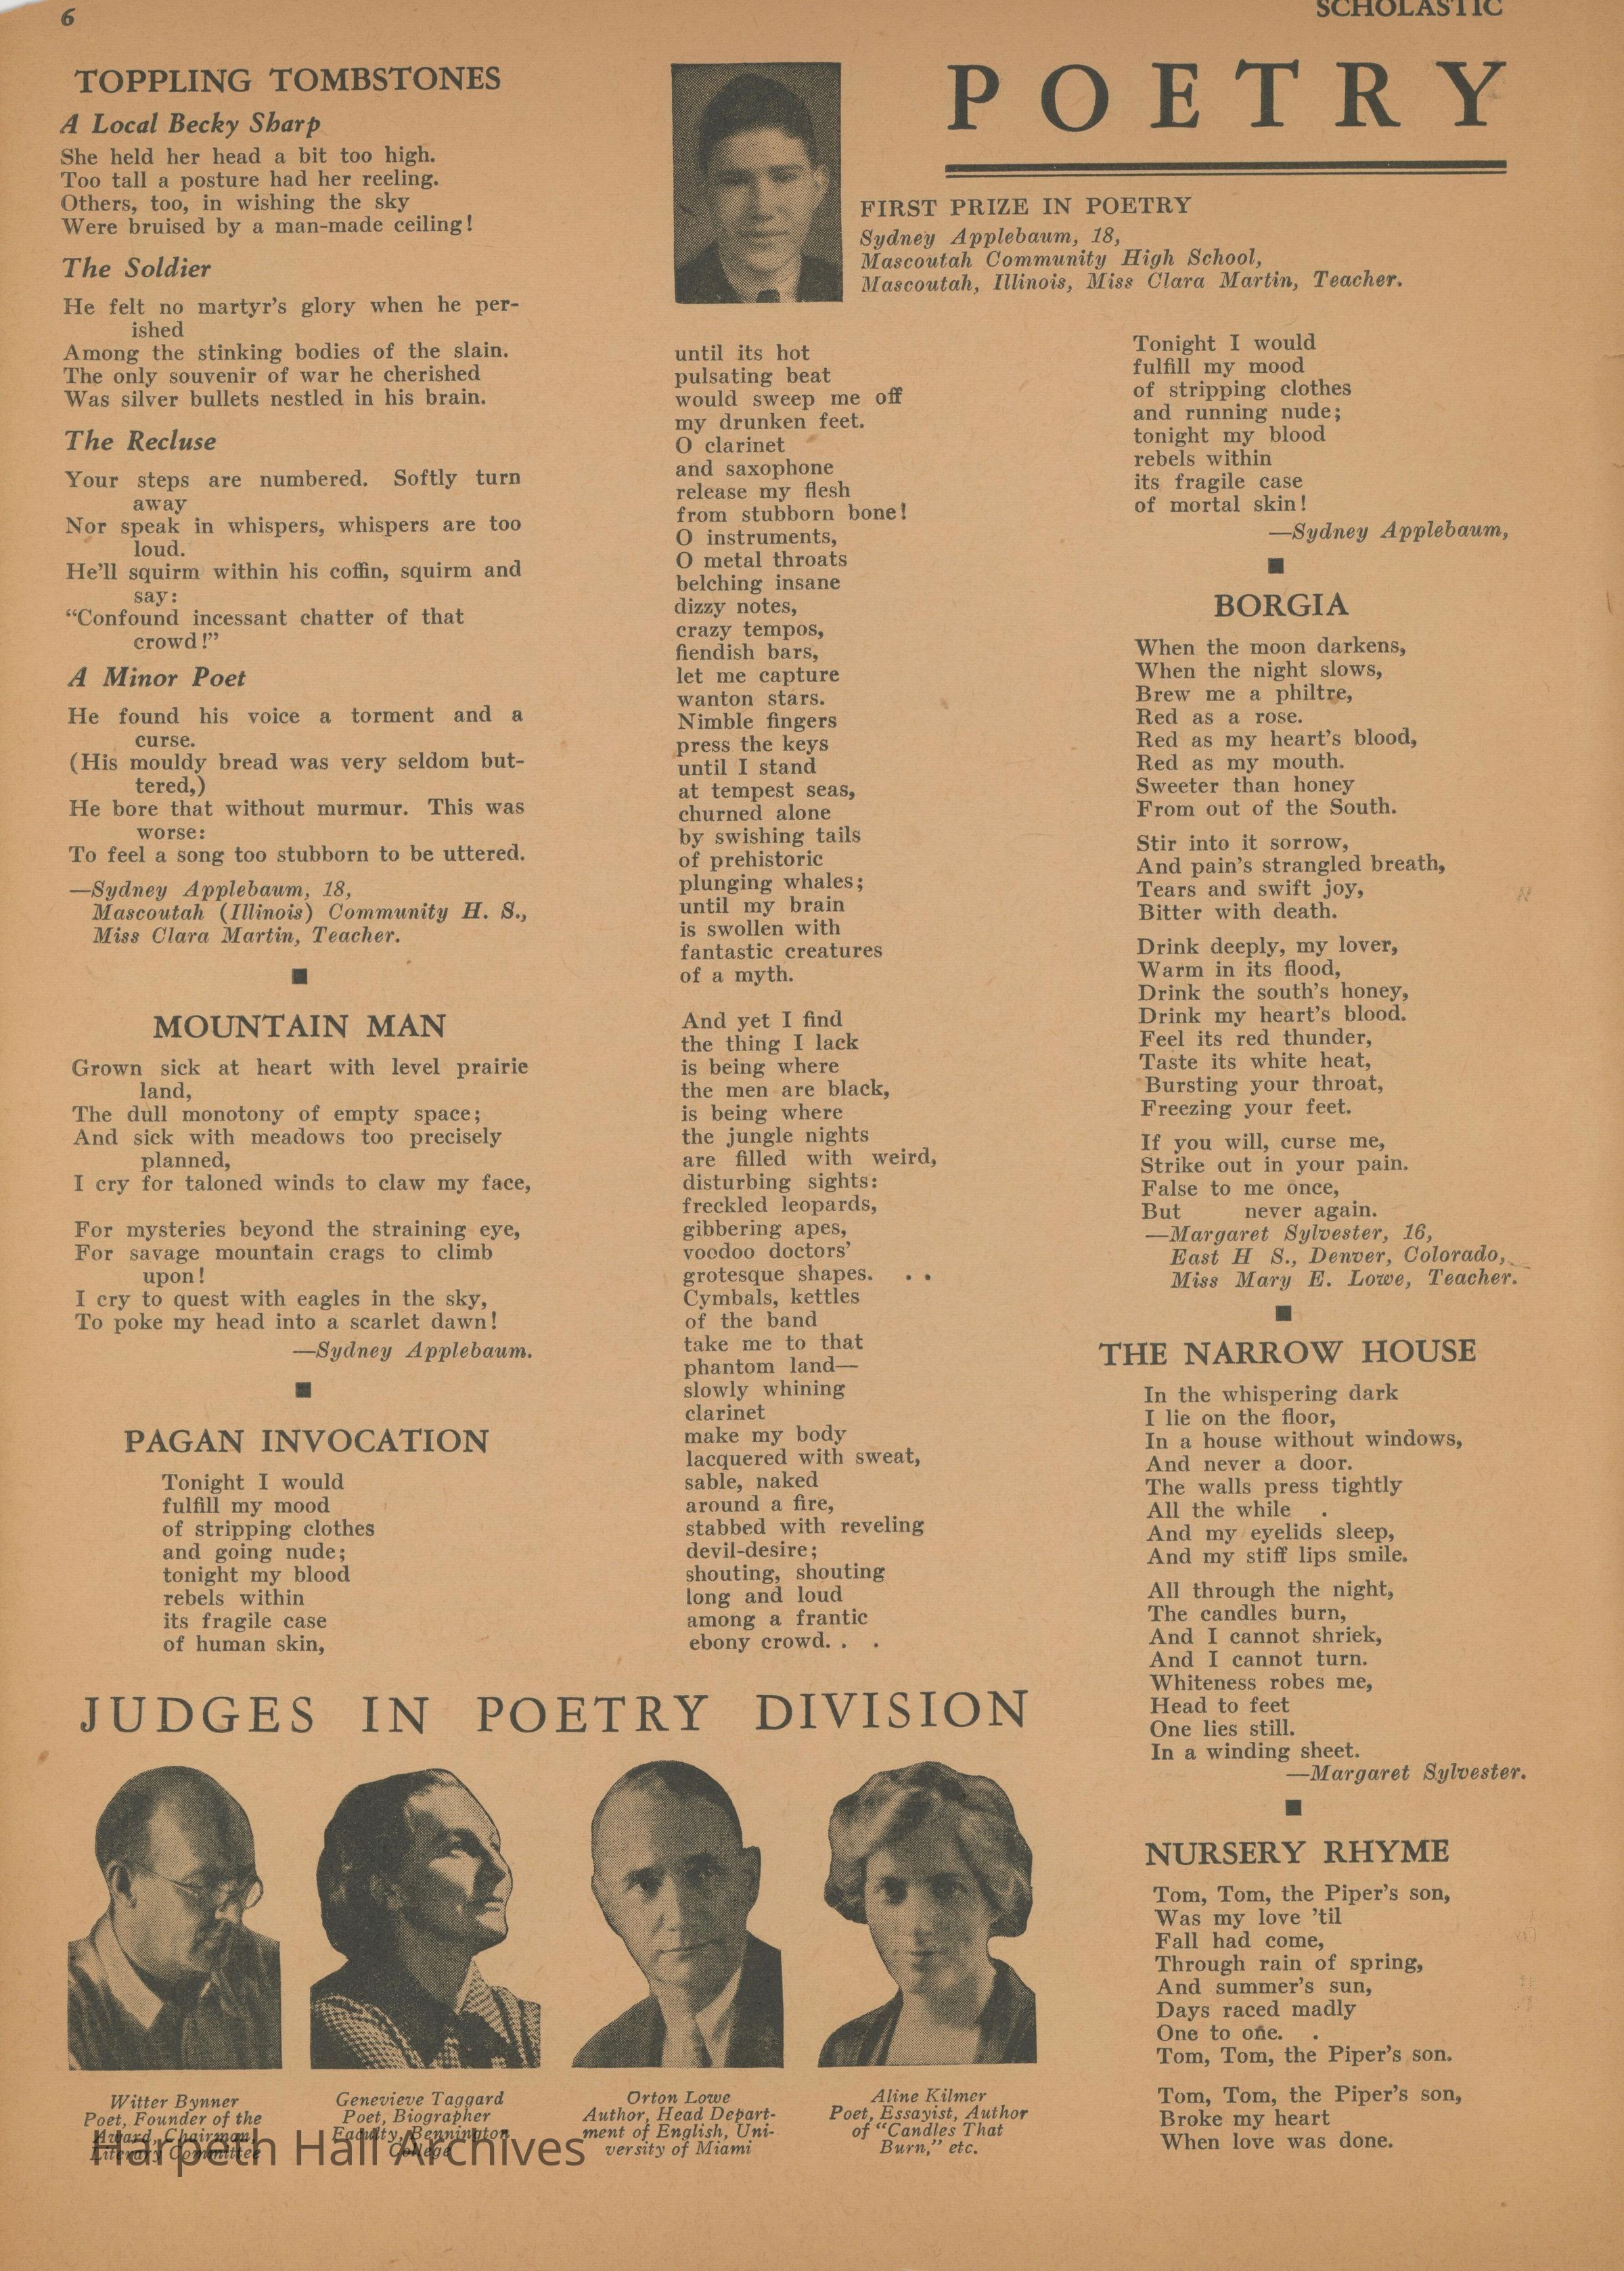 6
SCHOLASTIC
TOPPLING TOMBSTONES
A Local Becky Sharp
She held her head a bit too high.
Too tall a posture had her reeling.
Others, too, in wishing the sky
Were bruised by a man-made ceiling!
The Soldier
He felt no martyr's glory when he per-
ished
Among the stinking bodies of the slain.
The only souvenir of war he cherished
Was silver bullets nestled in his brain.
The Recluse
Your steps are numbered. Softly turn
away
Nor speak in whispers, whispers are too
loud.
He'll squirm within his coffin, squirm and
say:
"Confound incessant chatter of that
crowd!"
A Minor Poet
He found his voice a torment and a
curse.
(His mouldy bread was very seldom but-
tered,)
He bore that without murmur. This was
worse:
To feel a song too stubborn to be uttered.
—Sydney Applebaum, 18,
Mascoutah (Illinois) Community H. S.,
Miss Clara Martin, Teacher.
MOUNTAIN MAN
Grown sick at heart with level prairie
land,
The dull monotony of empty space;
And sick with meadows too precisely
planned,
I cry for taloned winds to claw my face,
For mysteries beyond the straining eye,
For savage mountain crags to climb
upon!
I cry to quest with eagles in the sky,
To poke my head into a scarlet dawn!
—Sydney Applebaum.
PAGAN INVOCATION
Tonight I would
fulfill my mood
of stripping clothes
and going nude;
tonight my blood
rebels within
its fragile case
of human skin,
POETRY
FIRST PRIZE IN POETRY
Sydney Applebaum, 18,
Mascoutah Community High School,
Mascoutah, Illinois, Miss Clara Martin, Teacher.
until its hot
pulsating beat
would sweep me off
my drunken feet.
O clarinet
and saxophone
release my flesh
from stubborn bone!
O instruments,
O metal throats
belching insane
dizzy notes,
crazy tempos,
fiendish bars,
let me capture
wanton stars.
Nimble fingers
press the keys
until I stand
at tempest seas,
churned alone
by swishing tails
of prehistoric
plunging whales;
until my brain
is swollen with
fantastic creatures
of a myth.
And yet I find
the thing I lack
is being where
the men are black,
is being where
the jungle nights
are filled with weird,
disturbing sights:
freckled leopards,
gibbering apes,
voodoo doctors'
grotesque shapes. . .
Cymbals, kettles
of the band
take me to that
phantom land—
slowly whining
clarinet
make my body
lacquered with sweat,
sable, naked
around a fire,
stabbed with reveling
devil-desire;
shouting, shouting
long and loud
among a frantic
ebony crowd. . .
Tonight I would
fulfill my mood
of stripping clothes
and running nude;
tonight my blood
rebels within
its fragile case
of mortal skin!
—Sydney Applebaum,
BORGIA
When the moon darkens,
When the night slows,
Brew me a philtre,
Red as a rose.
Red as my heart's blood,
Red as my mouth.
Sweeter than honey
From out of the South.
Stir into it sorrow,
And pain's strangled breath,
Tears and swift joy,
Bitter with death.
Drink deeply, my lover,
Warm in its flood,
Drink the south's honey,
Drink my heart's blood.
Feel its red thunder,
Taste its white heat,
Bursting your throat,
Freezing your feet.
If you will, curse me,
Strike out in your pain.
False to me once,
But never again.
—Margaret Sylvester, 16,
East H S., Denver, Colorado,
Miss Mary E. Lowe, Teacher.
THE NARROW HOUSE
In the whispering dark
I lie on the floor,
In a house without windows,
And never a door.
The walls press tightly
All the while .
And my eyelids sleep,
And my stiff lips smile.
All through the night,
The candles burn,
And I cannot shriek,
And I cannot turn.
Whiteness robes me,
Head to feet
One lies still.
In a winding sheet.
—Margaret Sylvester.
NURSERY RHYME
Tom, Tom, the Piper's son,
Was my love 'til
Fall had come,
Through rain of spring,
And summer's sun,
Days raced madly
One to one. .
Tom, Tom, the Piper's son.
Tom, Tom, the Piper's son,
Broke my heart
When love was done.
JUDGES IN POETRY DIVISION
Witter Bynner
Poet, Founder of the
Award, Chairman,
Literary Committee
Genevieve Taggard
Poet, Biographer
Faculty, Bennington
College
Orton Lowe
Author, Head Depart-
ment of English, Uni-
versity of Miami
Aline Kilmer
Poet, Essayist, Author
of "Candles That
Burn," etc.
Harpeth Hall Archives